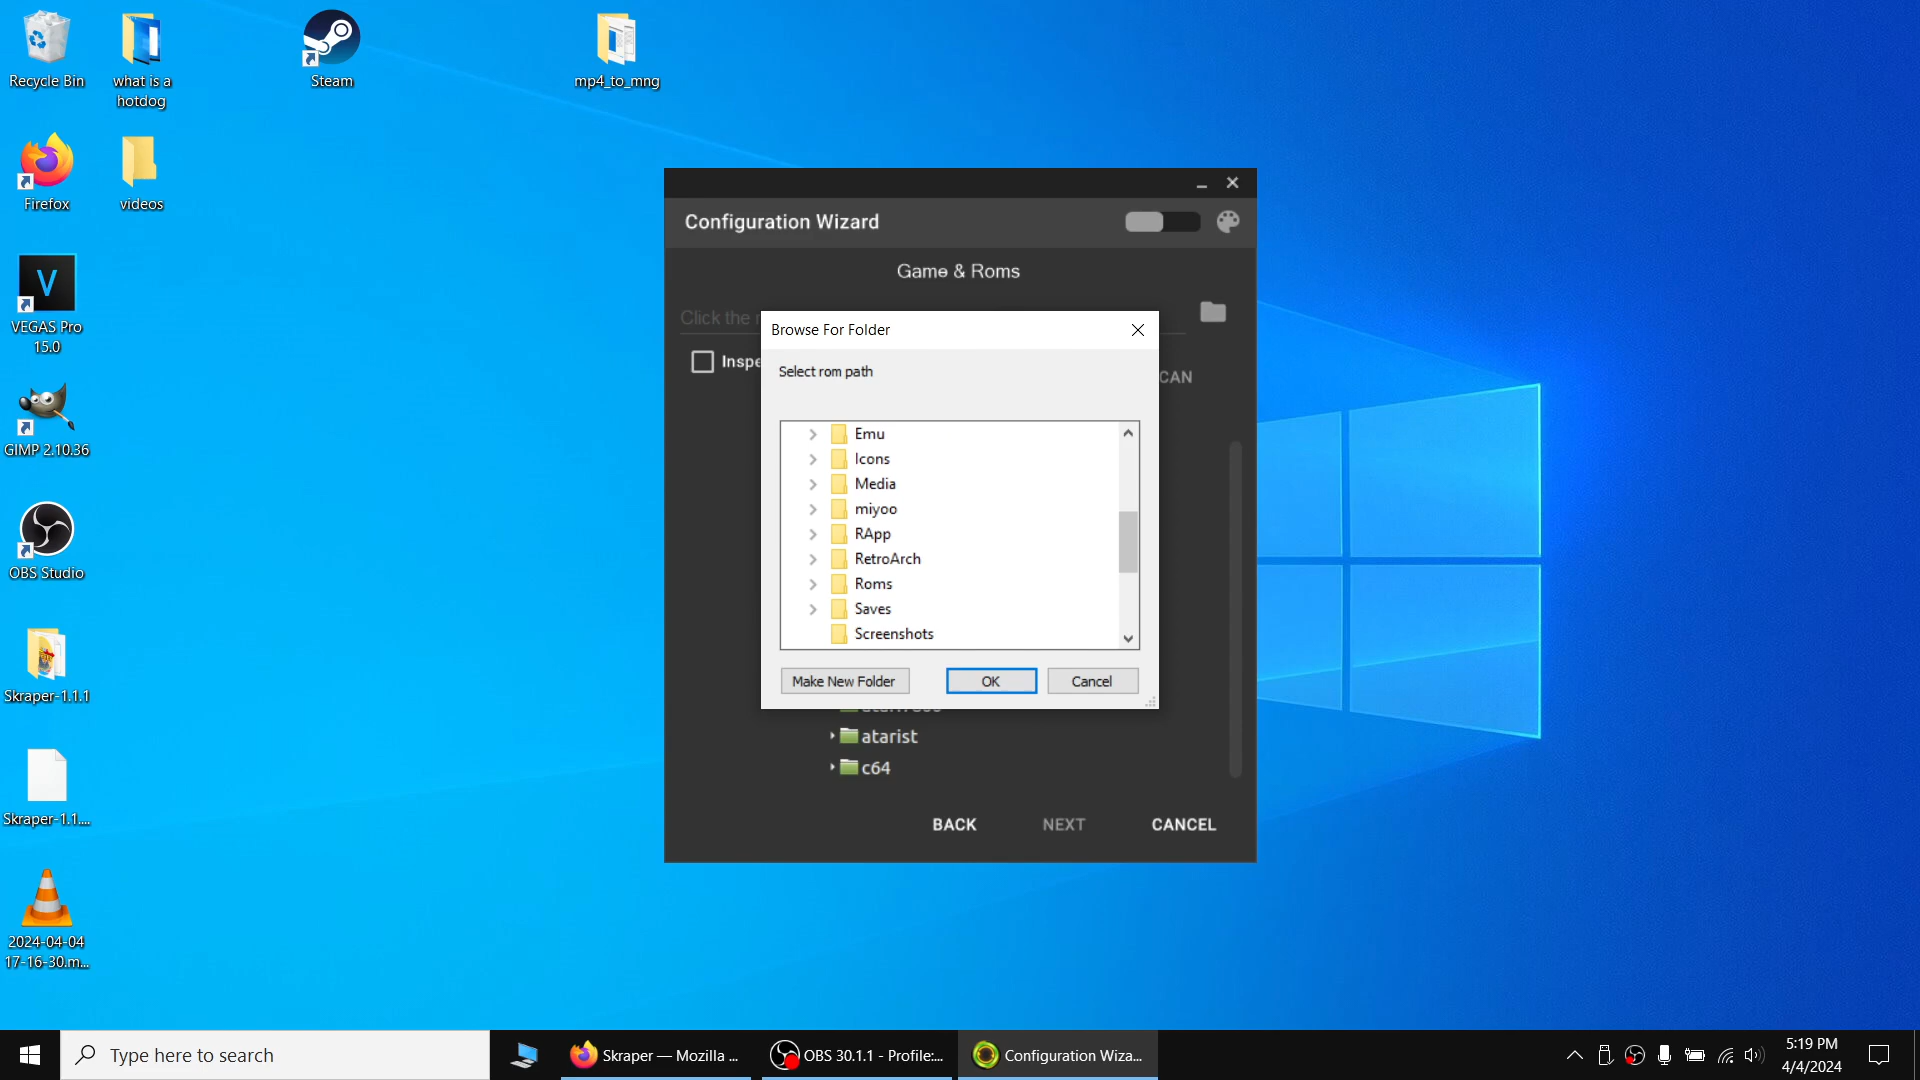 Recycle Bin
what is a
hotdog
Steam
mp4_to_mng
Firefox
videos
VEGAS Pro
15.0
GIMP 2.10.36
OBS Studio
Skraper-1.1.1
Skraper-1.1....
2024-04-04
17-16-30.m...
Configuration Wizard
Game & Roms
Click the
Browse For Folder
Inspe
CAN
Select rom path
Emu
Icons
Media
miyoo
RApp
RetroArch
Roms
Saves
Screenshots
Make New Folder
OK
Cancel
atarist
c64
BACK
NEXT
CANCEL
Type here to search
Skraper — Mozilla ...
OBS 30.1.1 - Profile:...
Configuration Wiza...
5:19 PM
4/4/2024